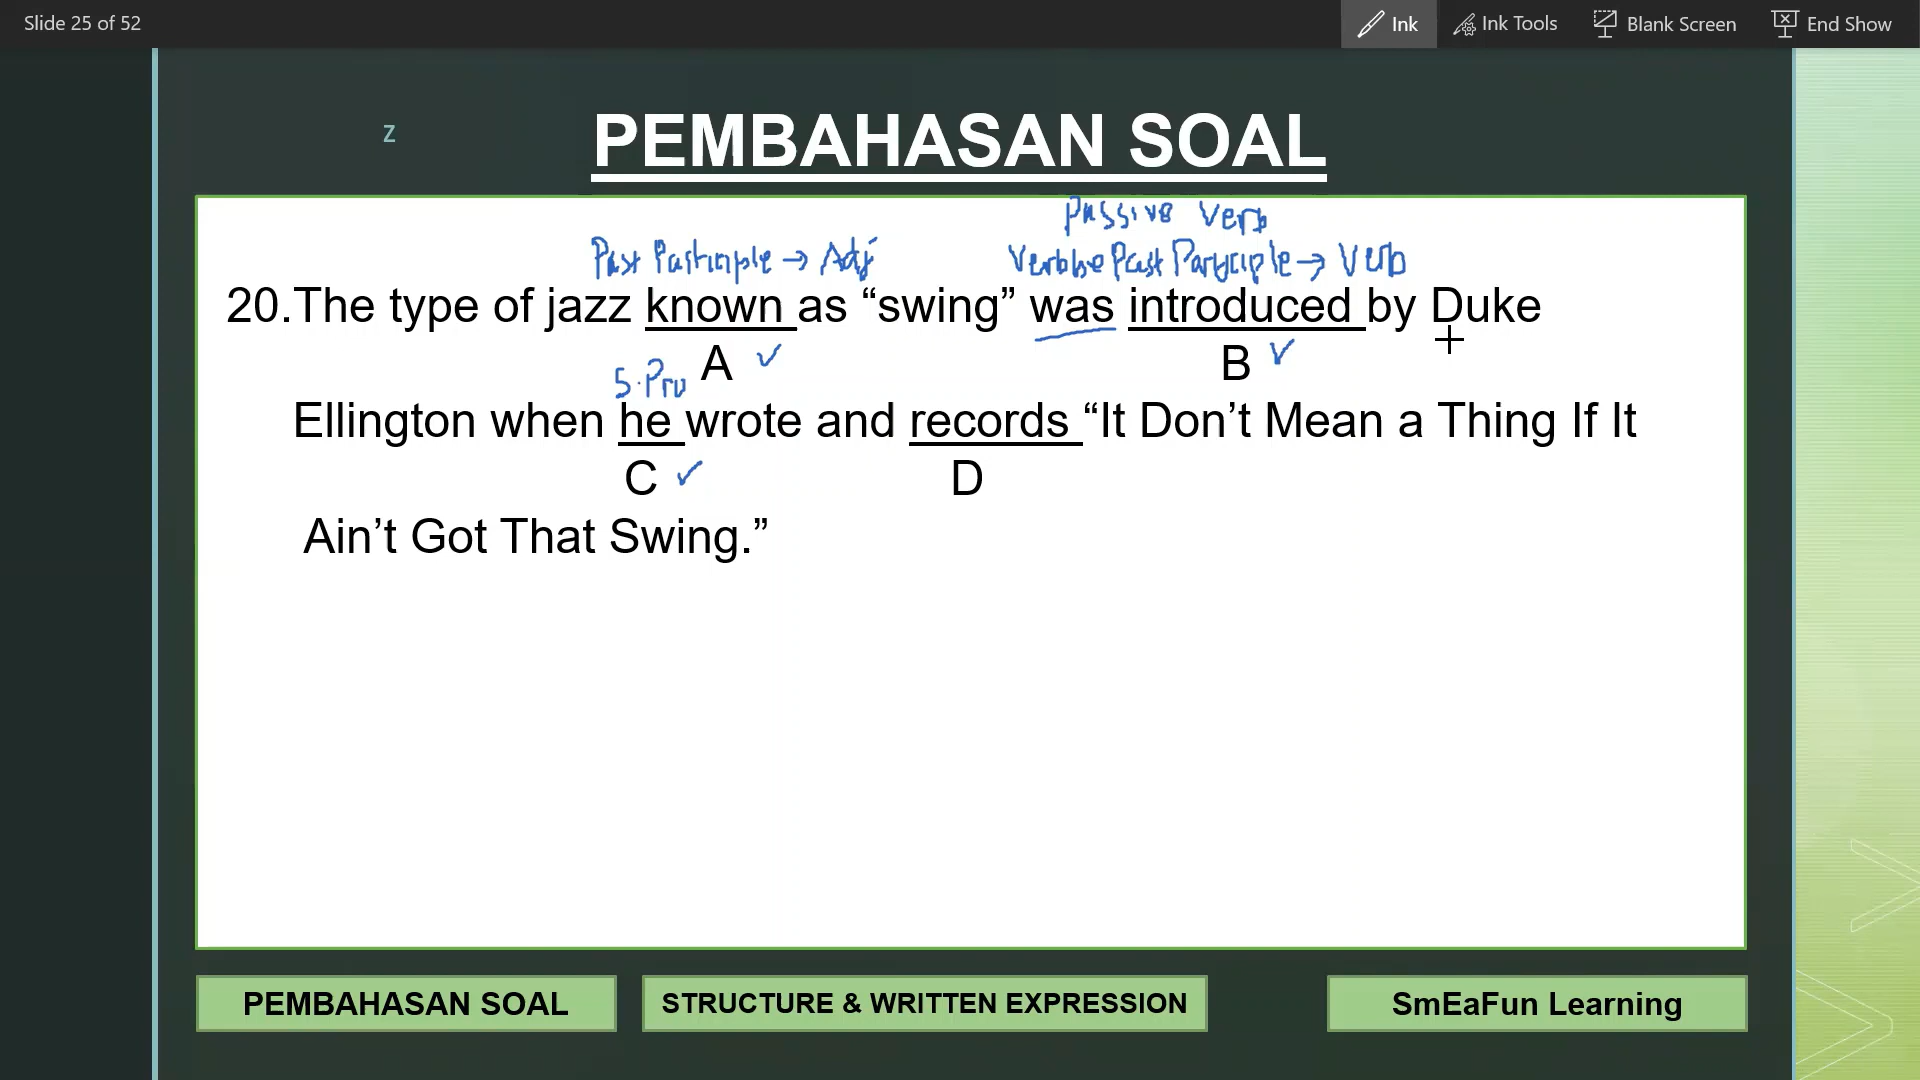 Slide 25 of 52
Ink
Ink Tools
Blank Screen
End Show
z
PEMBAHASAN SOAL
Passive Verb
Past Participle → Adj
Verbbe Past Participle → Verb
20.The type of jazz known as “swing” was introduced by Duke
A ✓
B ✓
S.Pro
Ellington when he wrote and records “It Don’t Mean a Thing If It
C ✓
D
Ain’t Got That Swing.”
PEMBAHASAN SOAL
STRUCTURE & WRITTEN EXPRESSION
SmEaFun Learning